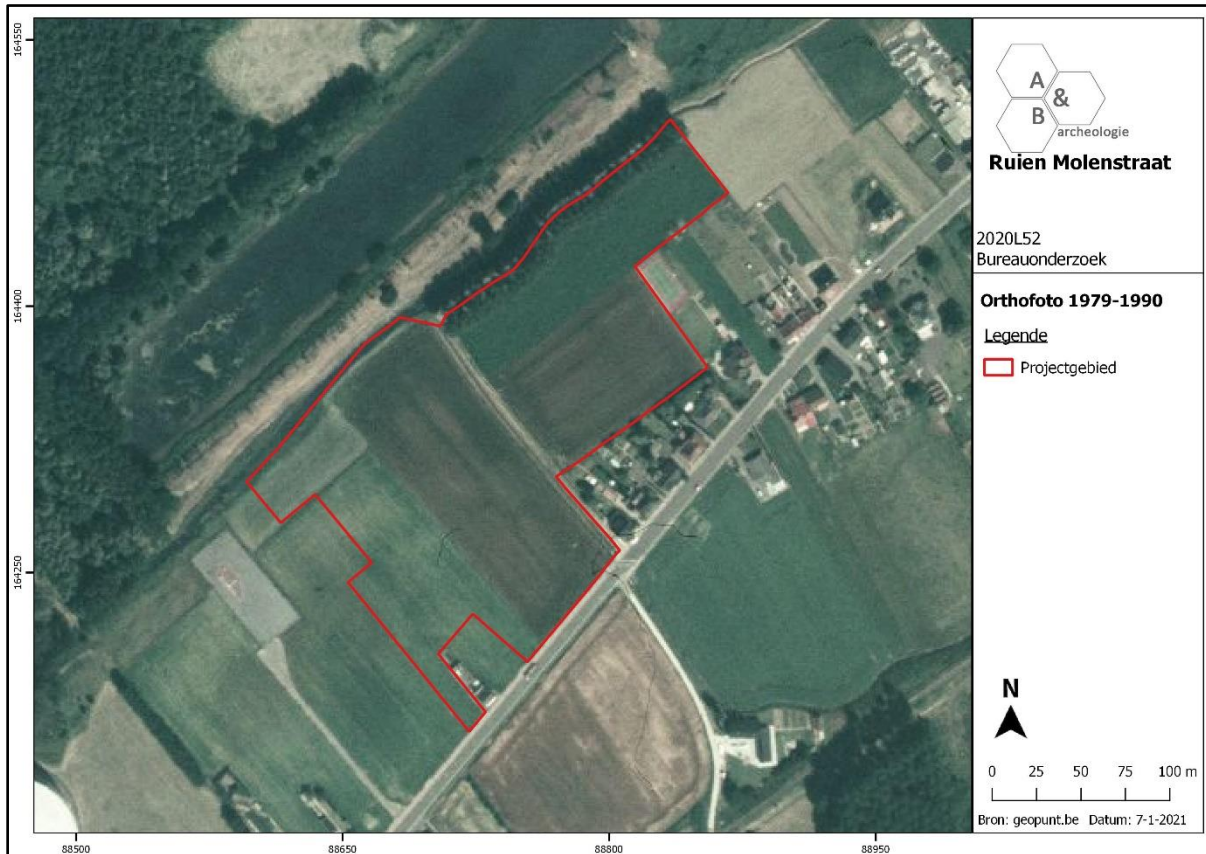 164550
164400
164250
88500
88650
88800
88950
A
&
B
archeologie
Ruien Molenstraat
2020L52
Bureauonderzoek
Orthofoto 1979-1990
Legende
Projectgebied
N
0 25 50 75 100 m
Bron: geopunt.be Datum: 7-1-2021